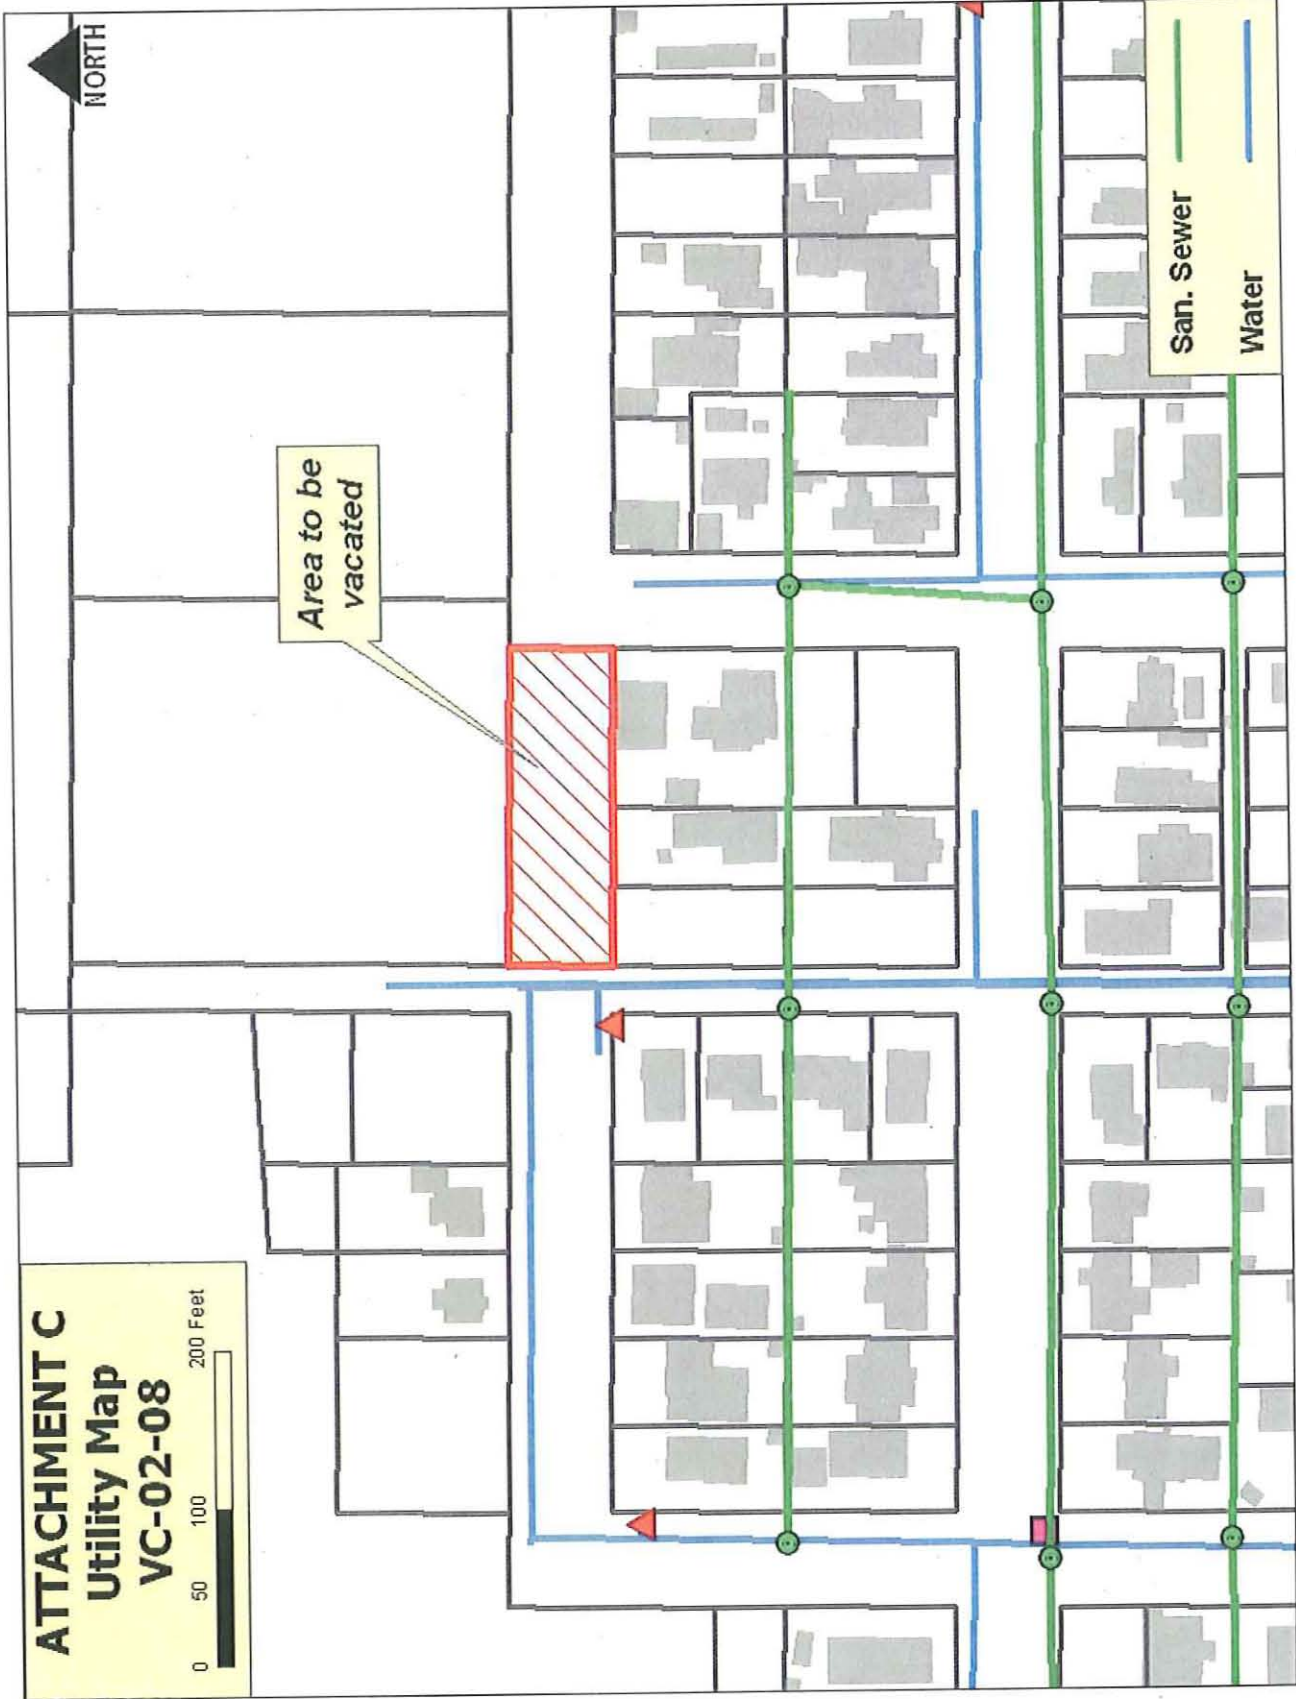 ATTACHMENT C
Utility Map
VC-02-08
0 50 100 200 Feet
Area to be
vacated
NORTH
San. Sewer
Water